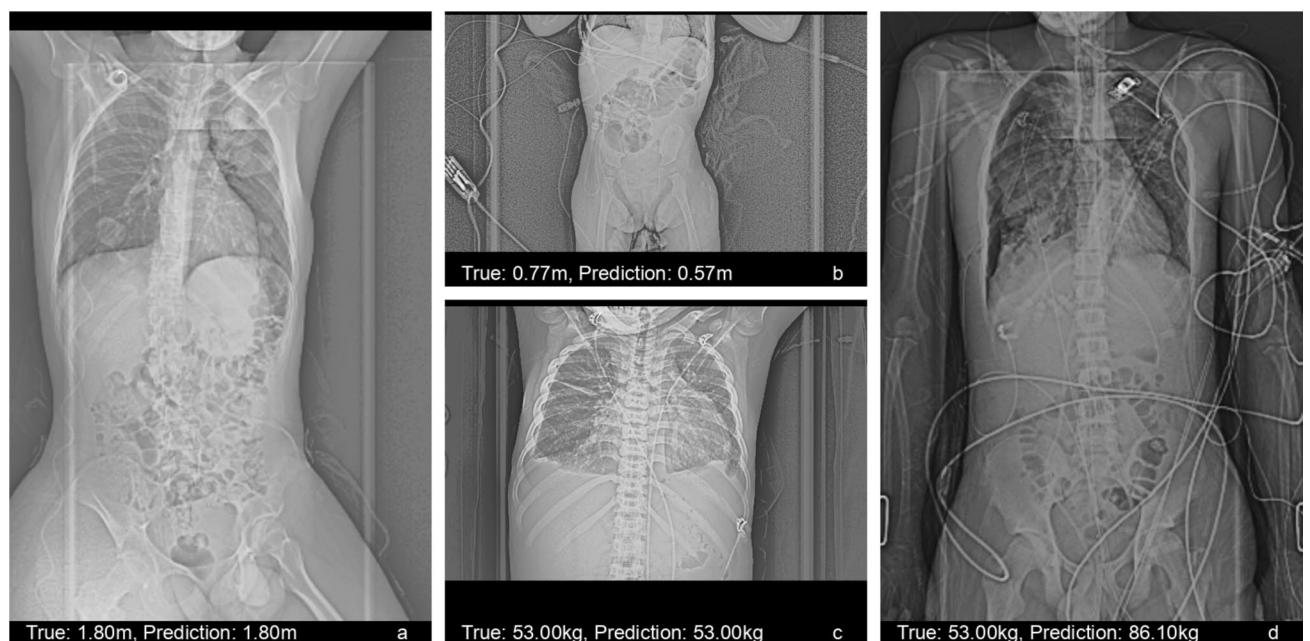 True: 1.80m, Prediction: 1.80m a
True: 0.77m, Prediction: 0.57m b
True: 53.00kg, Prediction: 53.00kg c
True: 53.00kg, Prediction: 86.10kg d